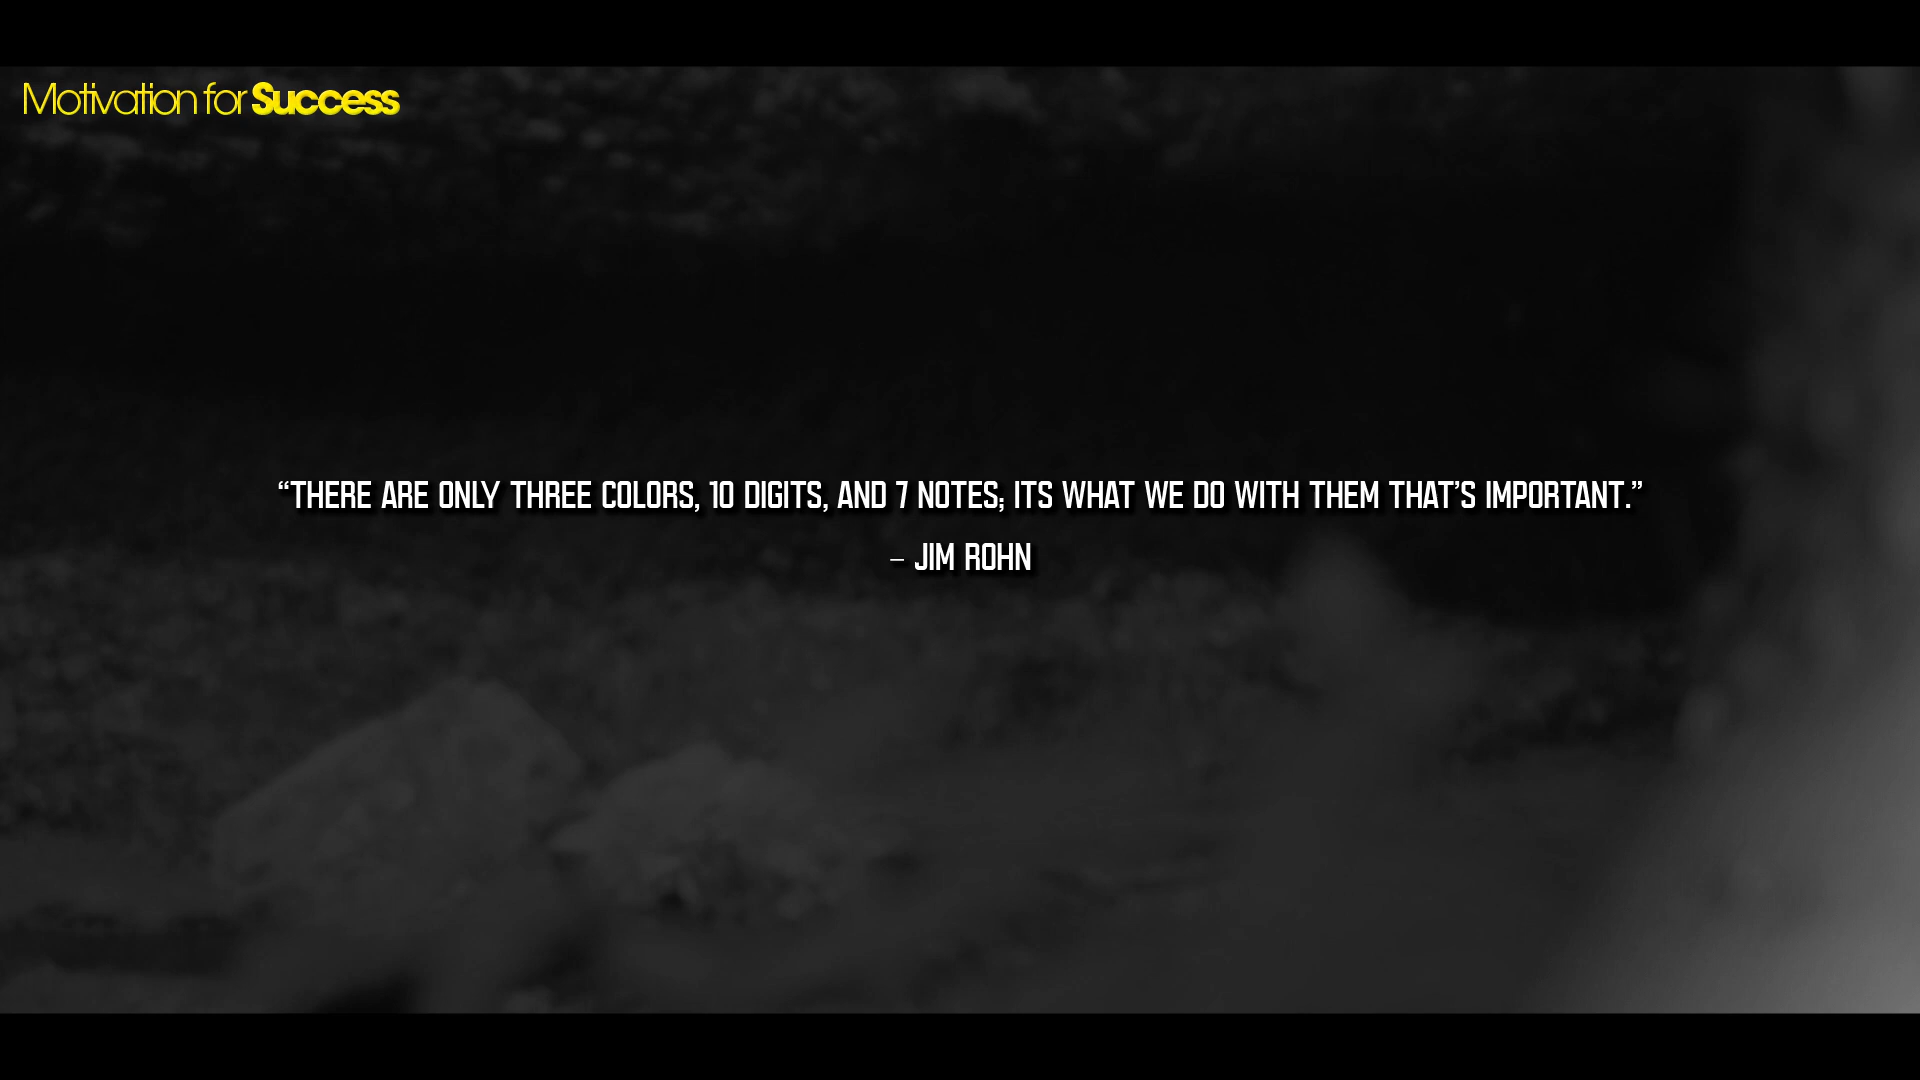 Motivation for Success
“THERE ARE ONLY THREE COLORS, 10 DIGITS, AND 7 NOTES; ITS WHAT WE DO WITH THEM THAT’S IMPORTANT.”
– JIM ROHN